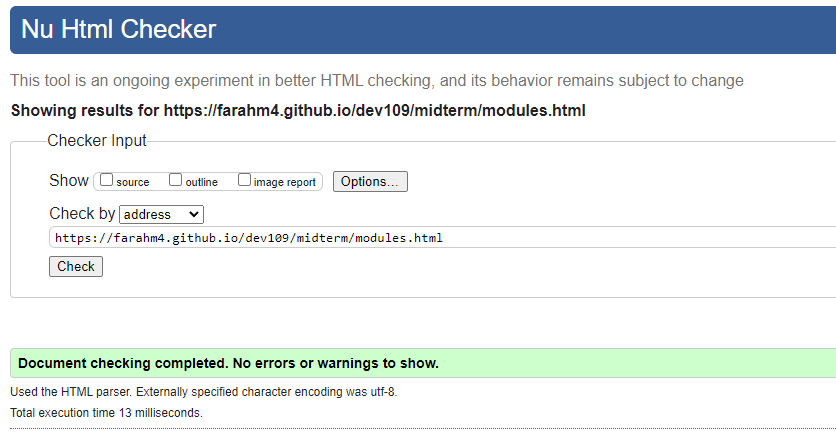 Nu Html Checker
This tool is an ongoing experiment in better HTML checking, and its behavior remains subject to change
Showing results for https://farahm4.github.io/dev109/midterm/modules.html
Checker Input
Show source outline image report Options...
Check by address
https://farahm4.github.io/dev109/midterm/modules.html
Check
Document checking completed. No errors or warnings to show.
Used the HTML parser. Externally specified character encoding was utf-8.
Total execution time 13 milliseconds.